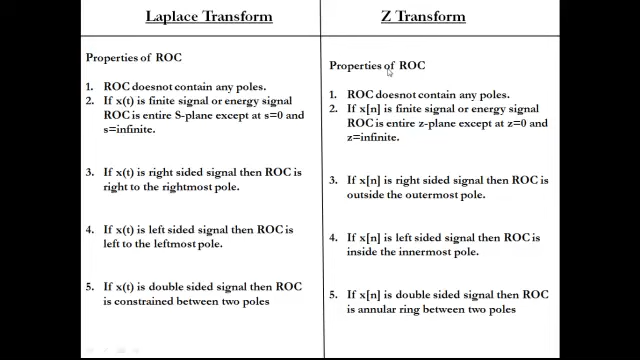 Laplace Transform
Properties of ROC
1. ROC doesnot contain any poles.
2. If x(t) is finite signal or energy signal
ROC is entire S-plane except at s=0 and
s=infinite.
3. If x(t) is right sided signal then ROC is
right to the rightmost pole.
4. If x(t) is left sided signal then ROC is
left to the leftmost pole.
5. If x(t) is double sided signal then ROC
is constrained between two poles
Z Transform
Properties of ROC
1. ROC doesnot contain any poles.
2. If x[n] is finite signal or energy signal
ROC is entire z-plane except at z=0 and
z=infinite.
3. If x[n] is right sided signal then ROC is
outside the outermost pole.
4. If x[n] is left sided signal then ROC is
inside the innermost pole.
5. If x[n] is double sided signal then ROC
is annular ring between two poles